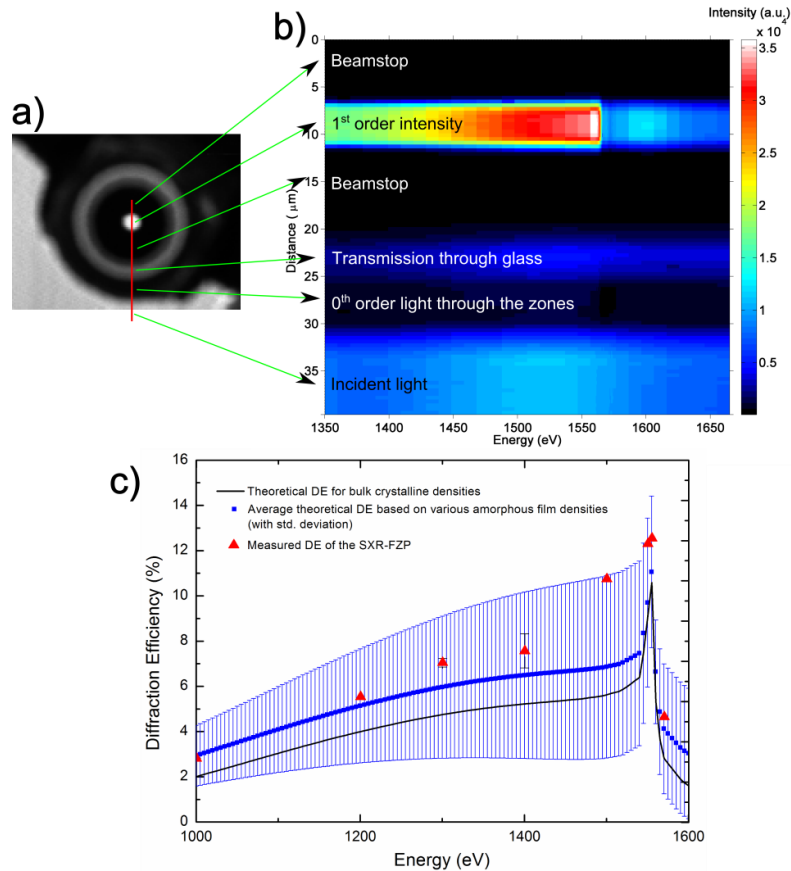 a)
b)
Intensity (a.u.)
x 10⁴
0
5
10
15
20
25
30
35
Distance (μm)
Beamstop
1st order intensity
Beamstop
Transmission through glass
0th order light through the zones
Incident light
1350 1400 1450 1500 1550 1600 1650
Energy (eV)
3.5
3
2.5
2
1.5
1
0.5
c)
16
14
12
10
8
6
4
2
0
Diffraction Efficiency (%)
Theoretical DE for bulk crystalline densities
Average theoretical DE based on various amorphous film densities
(with std. deviation)
Measured DE of the SXR-FZP
1000 1200 1400 1600
Energy (eV)